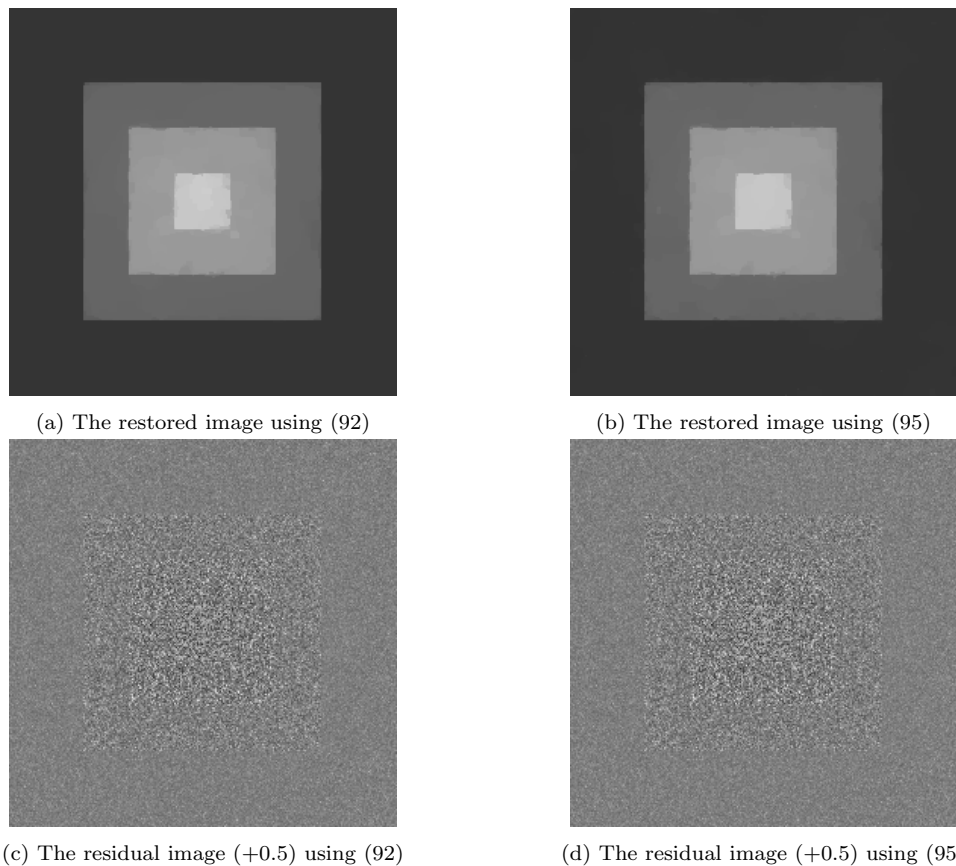 (a) The restored image using (92)
(b) The restored image using (95)
(c) The residual image (+0.5) using (92)
(d) The residual image (+0.5) using (95